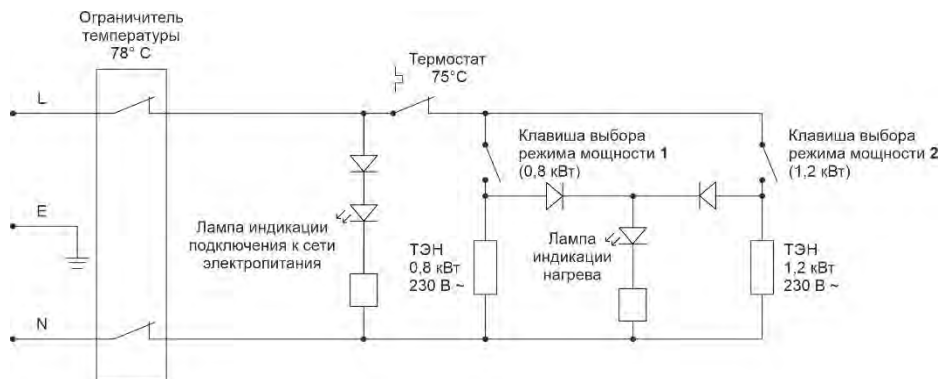 Ограничитель
температуры
78° C
Термостат
75°C
L
Клавиша выбора
режима мощности 1
(0,8 кВт)
Клавиша выбора
режима мощности 2
(1,2 кВт)
E
Лампа индикации
подключения к сети
электропитания
ТЭН
0,8 кВт
230 В ~
Лампа
индикации
нагрева
ТЭН
1,2 кВт
230 В ~
N